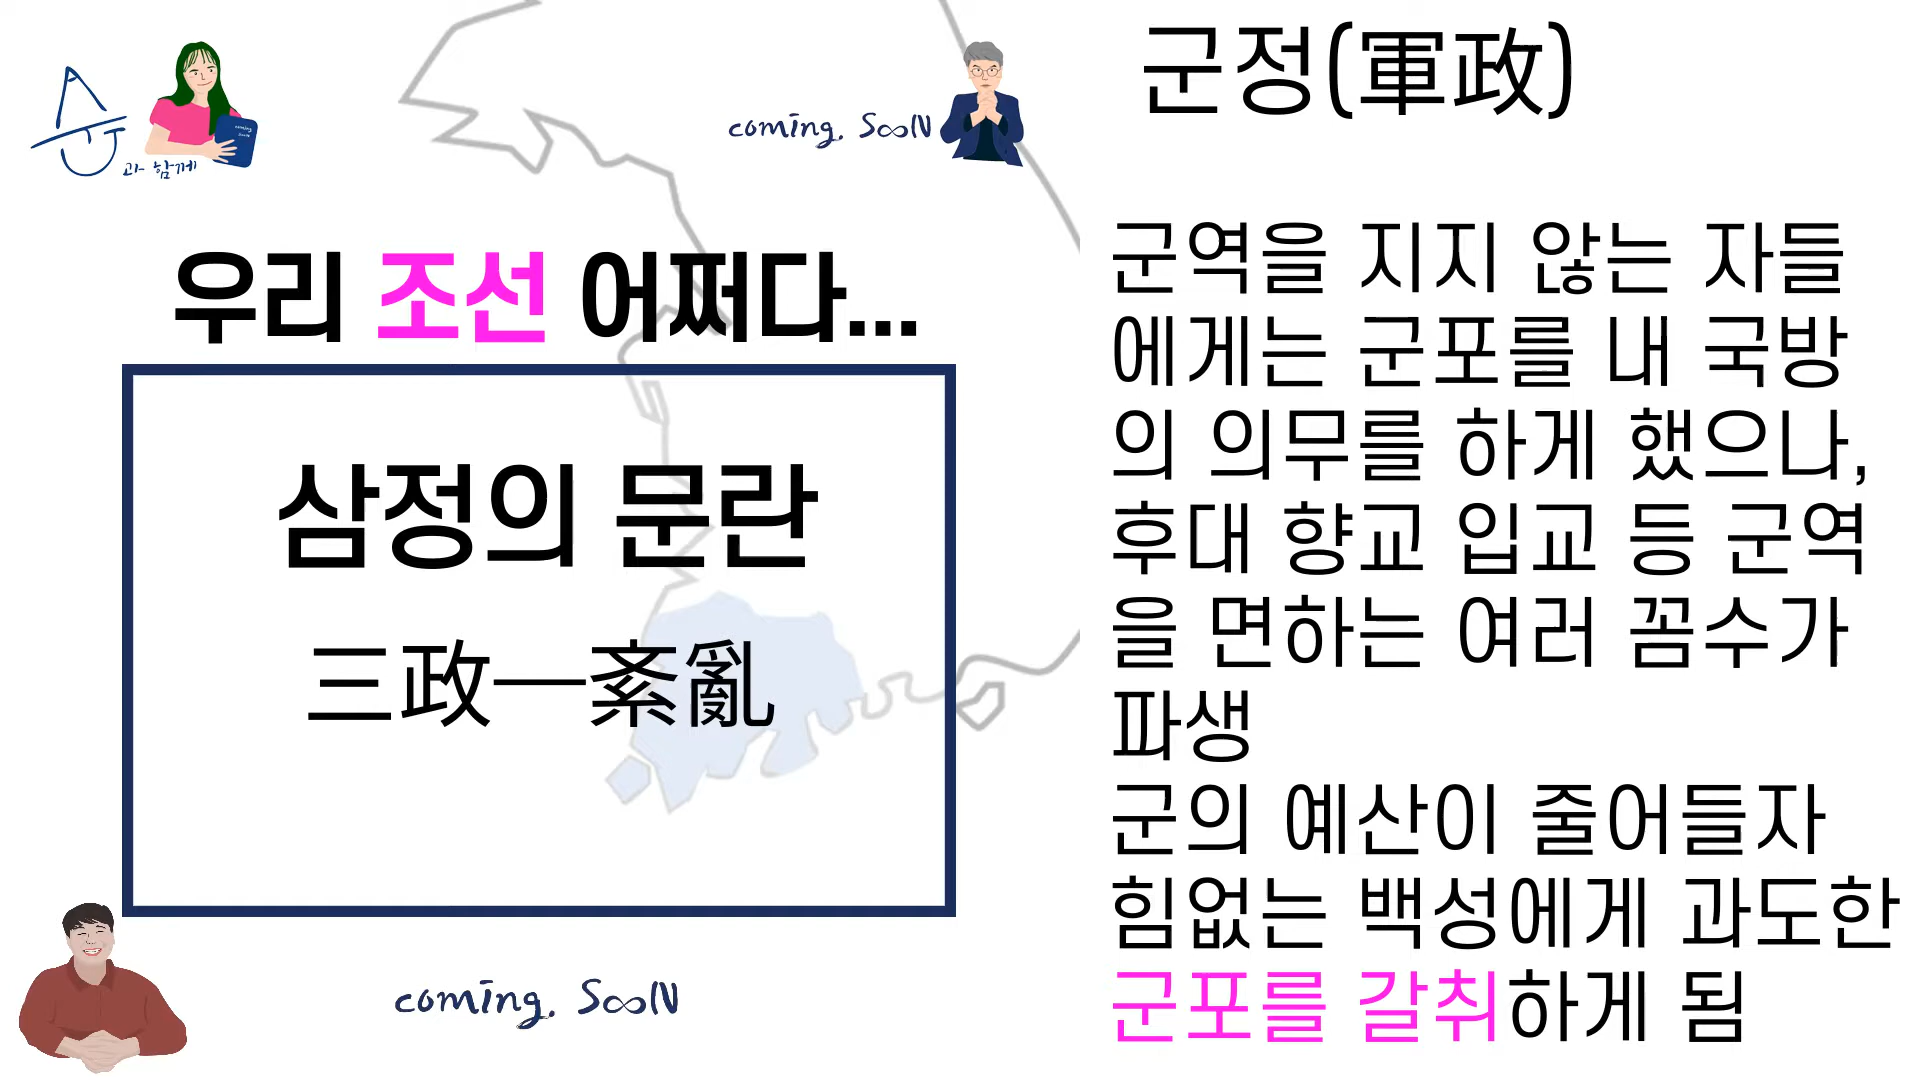 과 함께
coming. SooN
우리 조선 어쩌다...
삼정의 문란
三政―紊亂
coming. SooN
군정(軍政)
군역을 지지 않는 자들
에게는 군포를 내 국방
의 의무를 하게 했으나,
후대 향교 입교 등 군역
을 면하는 여러 꼼수가
파생
군의 예산이 줄어들자
힘없는 백성에게 과도한
군포를 갈취하게 됨